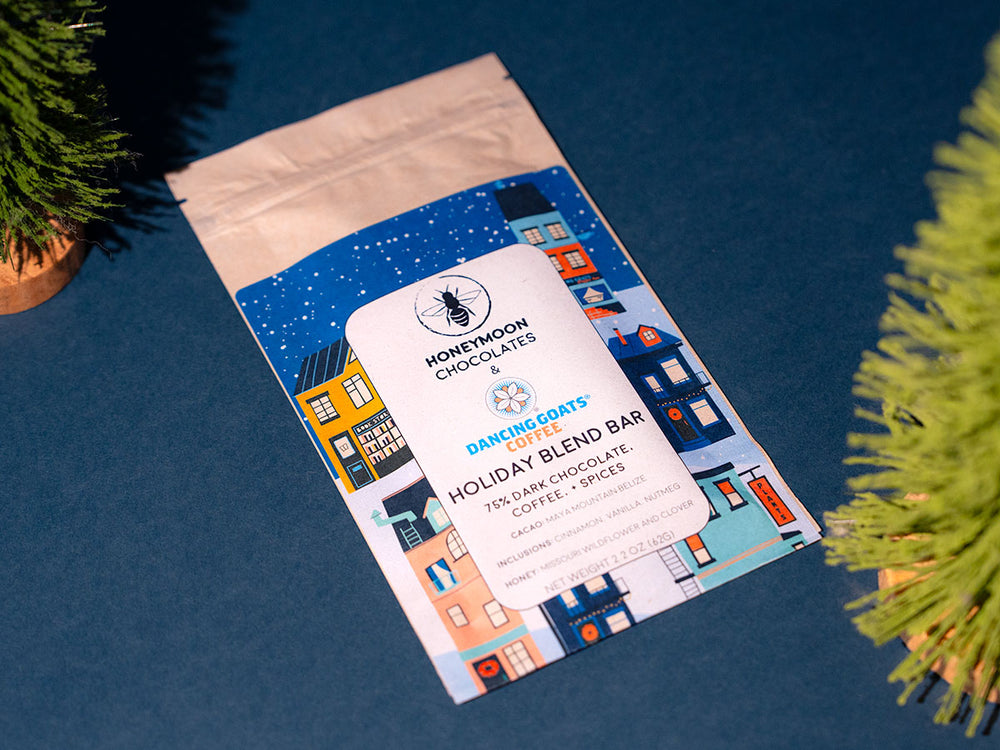 HONEYMOON
CHOCOLATES
&
DANCING GOATS®
COFFEE
HOLIDAY BLEND BAR
75% DARK CHOCOLATE,
COFFEE, + SPICES
CACAO: MAYA MOUNTAIN BELIZE
INCLUSIONS: CINNAMON, VANILLA, NUTMEG
HONEY: MISSOURI WILDFLOWER AND CLOVER
NET WEIGHT 2.2 OZ (62G)
PLANTS